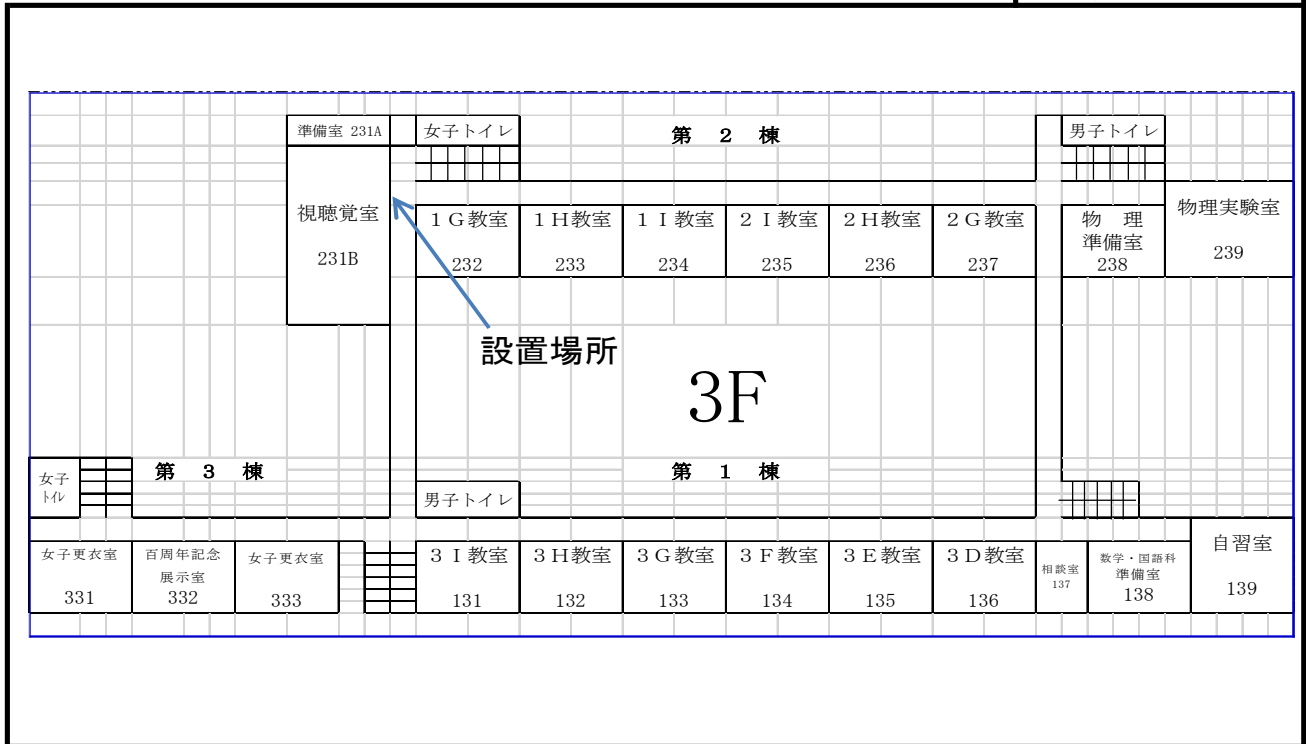 準備室 231A
女子トイレ
第 2 棟
男子トイレ
視聴覚室
231B
1G教室
232
1H教室
233
1I教室
234
2I教室
235
2H教室
236
2G教室
237
物 理
準備室
238
物理実験室
239
設置場所
3F
女子
トイレ
第 3 棟
第 1 棟
男子トイレ
女子更衣室
331
百周年記念
展示室
332
女子更衣室
333
3I教室
131
3H教室
132
3G教室
133
3F教室
134
3E教室
135
3D教室
136
相談室
137
数学・国語科
準備室
138
自習室
139